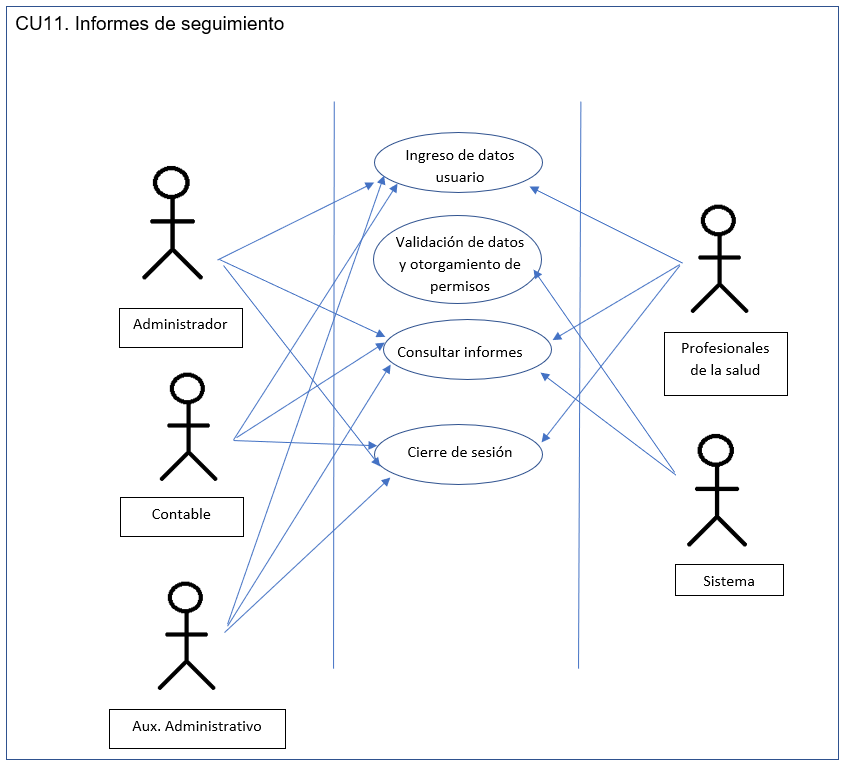 CU11. Informes de seguimiento
Ingreso de datos
usuario
Validación de datos
y otorgamiento de
permisos
Administrador
Consultar informes
Profesionales
de la salud
Cierre de sesión
Contable
Sistema
Aux. Administrativo